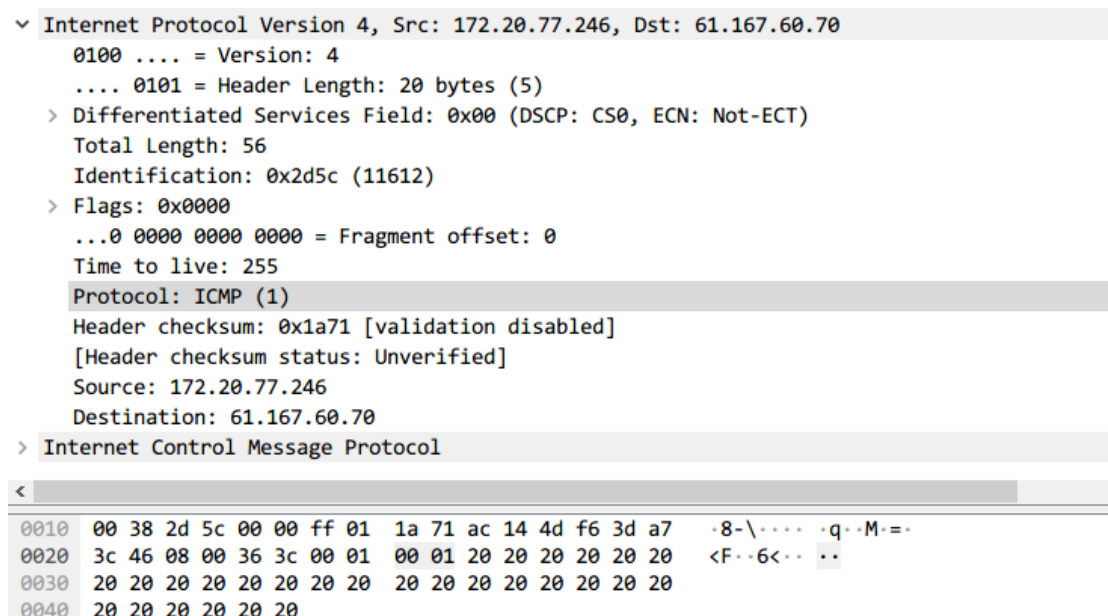 Internet Protocol Version 4, Src: 172.20.77.246, Dst: 61.167.60.70
0100 .... = Version: 4
.... 0101 = Header Length: 20 bytes (5)
Differentiated Services Field: 0x00 (DSCP: CS0, ECN: Not-ECT)
Total Length: 56
Identification: 0x2d5c (11612)
Flags: 0x0000
...0 0000 0000 0000 = Fragment offset: 0
Time to live: 255
Protocol: ICMP (1)
Header checksum: 0x1a71 [validation disabled]
[Header checksum status: Unverified]
Source: 172.20.77.246
Destination: 61.167.60.70
Internet Control Message Protocol
0010 00 38 2d 5c 00 00 ff 01 1a 71 ac 14 4d f6 3d a7 ·8-\···· ·q··M·=·
0020 3c 46 08 00 36 3c 00 01 00 01 20 20 20 20 20 20 <F··6<·· ··
0030 20 20 20 20 20 20 20 20 20 20 20 20 20 20 20 20
0040 20 20 20 20 20 20